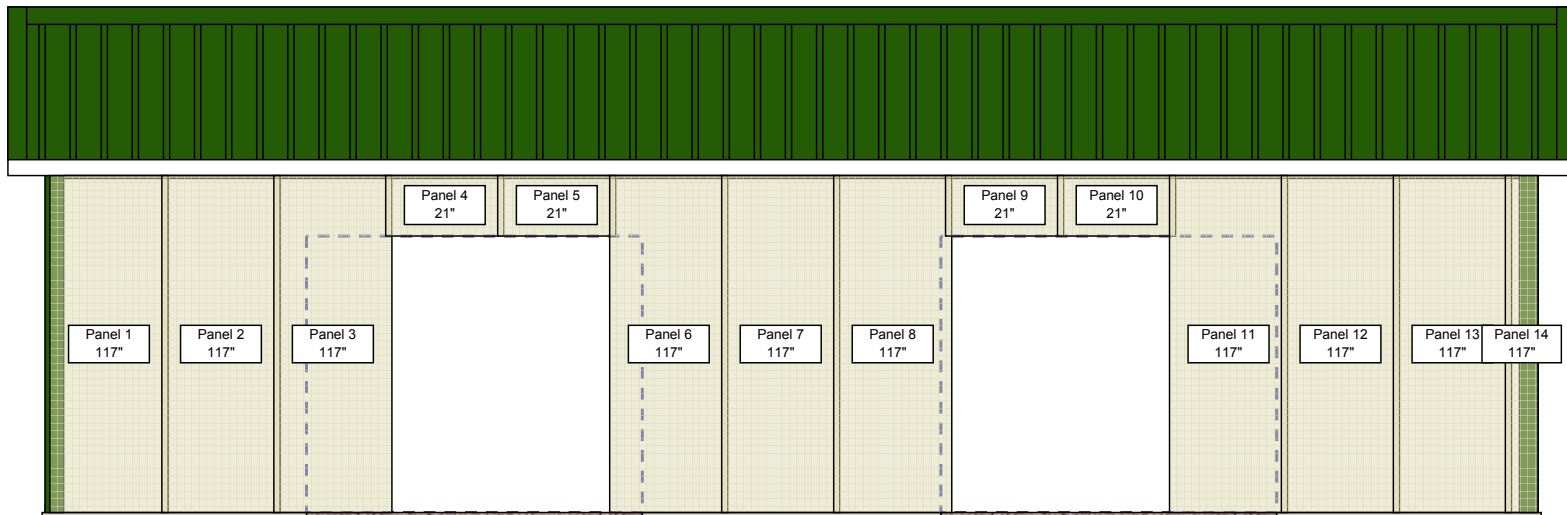 Panel 4
21"
Panel 5
21"
Panel 9
21"
Panel 10
21"
Panel 1
117"
Panel 2
117"
Panel 3
117"
Panel 6
117"
Panel 7
117"
Panel 8
117"
Panel 11
117"
Panel 12
117"
Panel 13
117"
Panel 14
117"